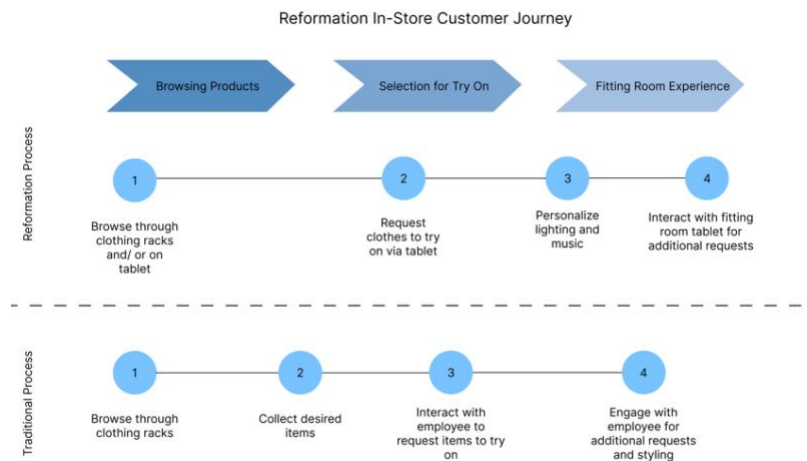 Reformation In-Store Customer Journey
Browsing Products
Selection for Try On
Fitting Room Experience
Reformation Process
1
2
3
4
Browse through
clothing racks
and/ or on
tablet
Request
clothes to try
on via tablet
Personalize
lighting and
music
Interact with fitting
room tablet for
additional requests
Traditional Process
1
2
3
4
Browse through
clothing racks
Collect desired
items
Interact with
employee to
request items to try
on
Engage with
employee for
additional requests
and styling